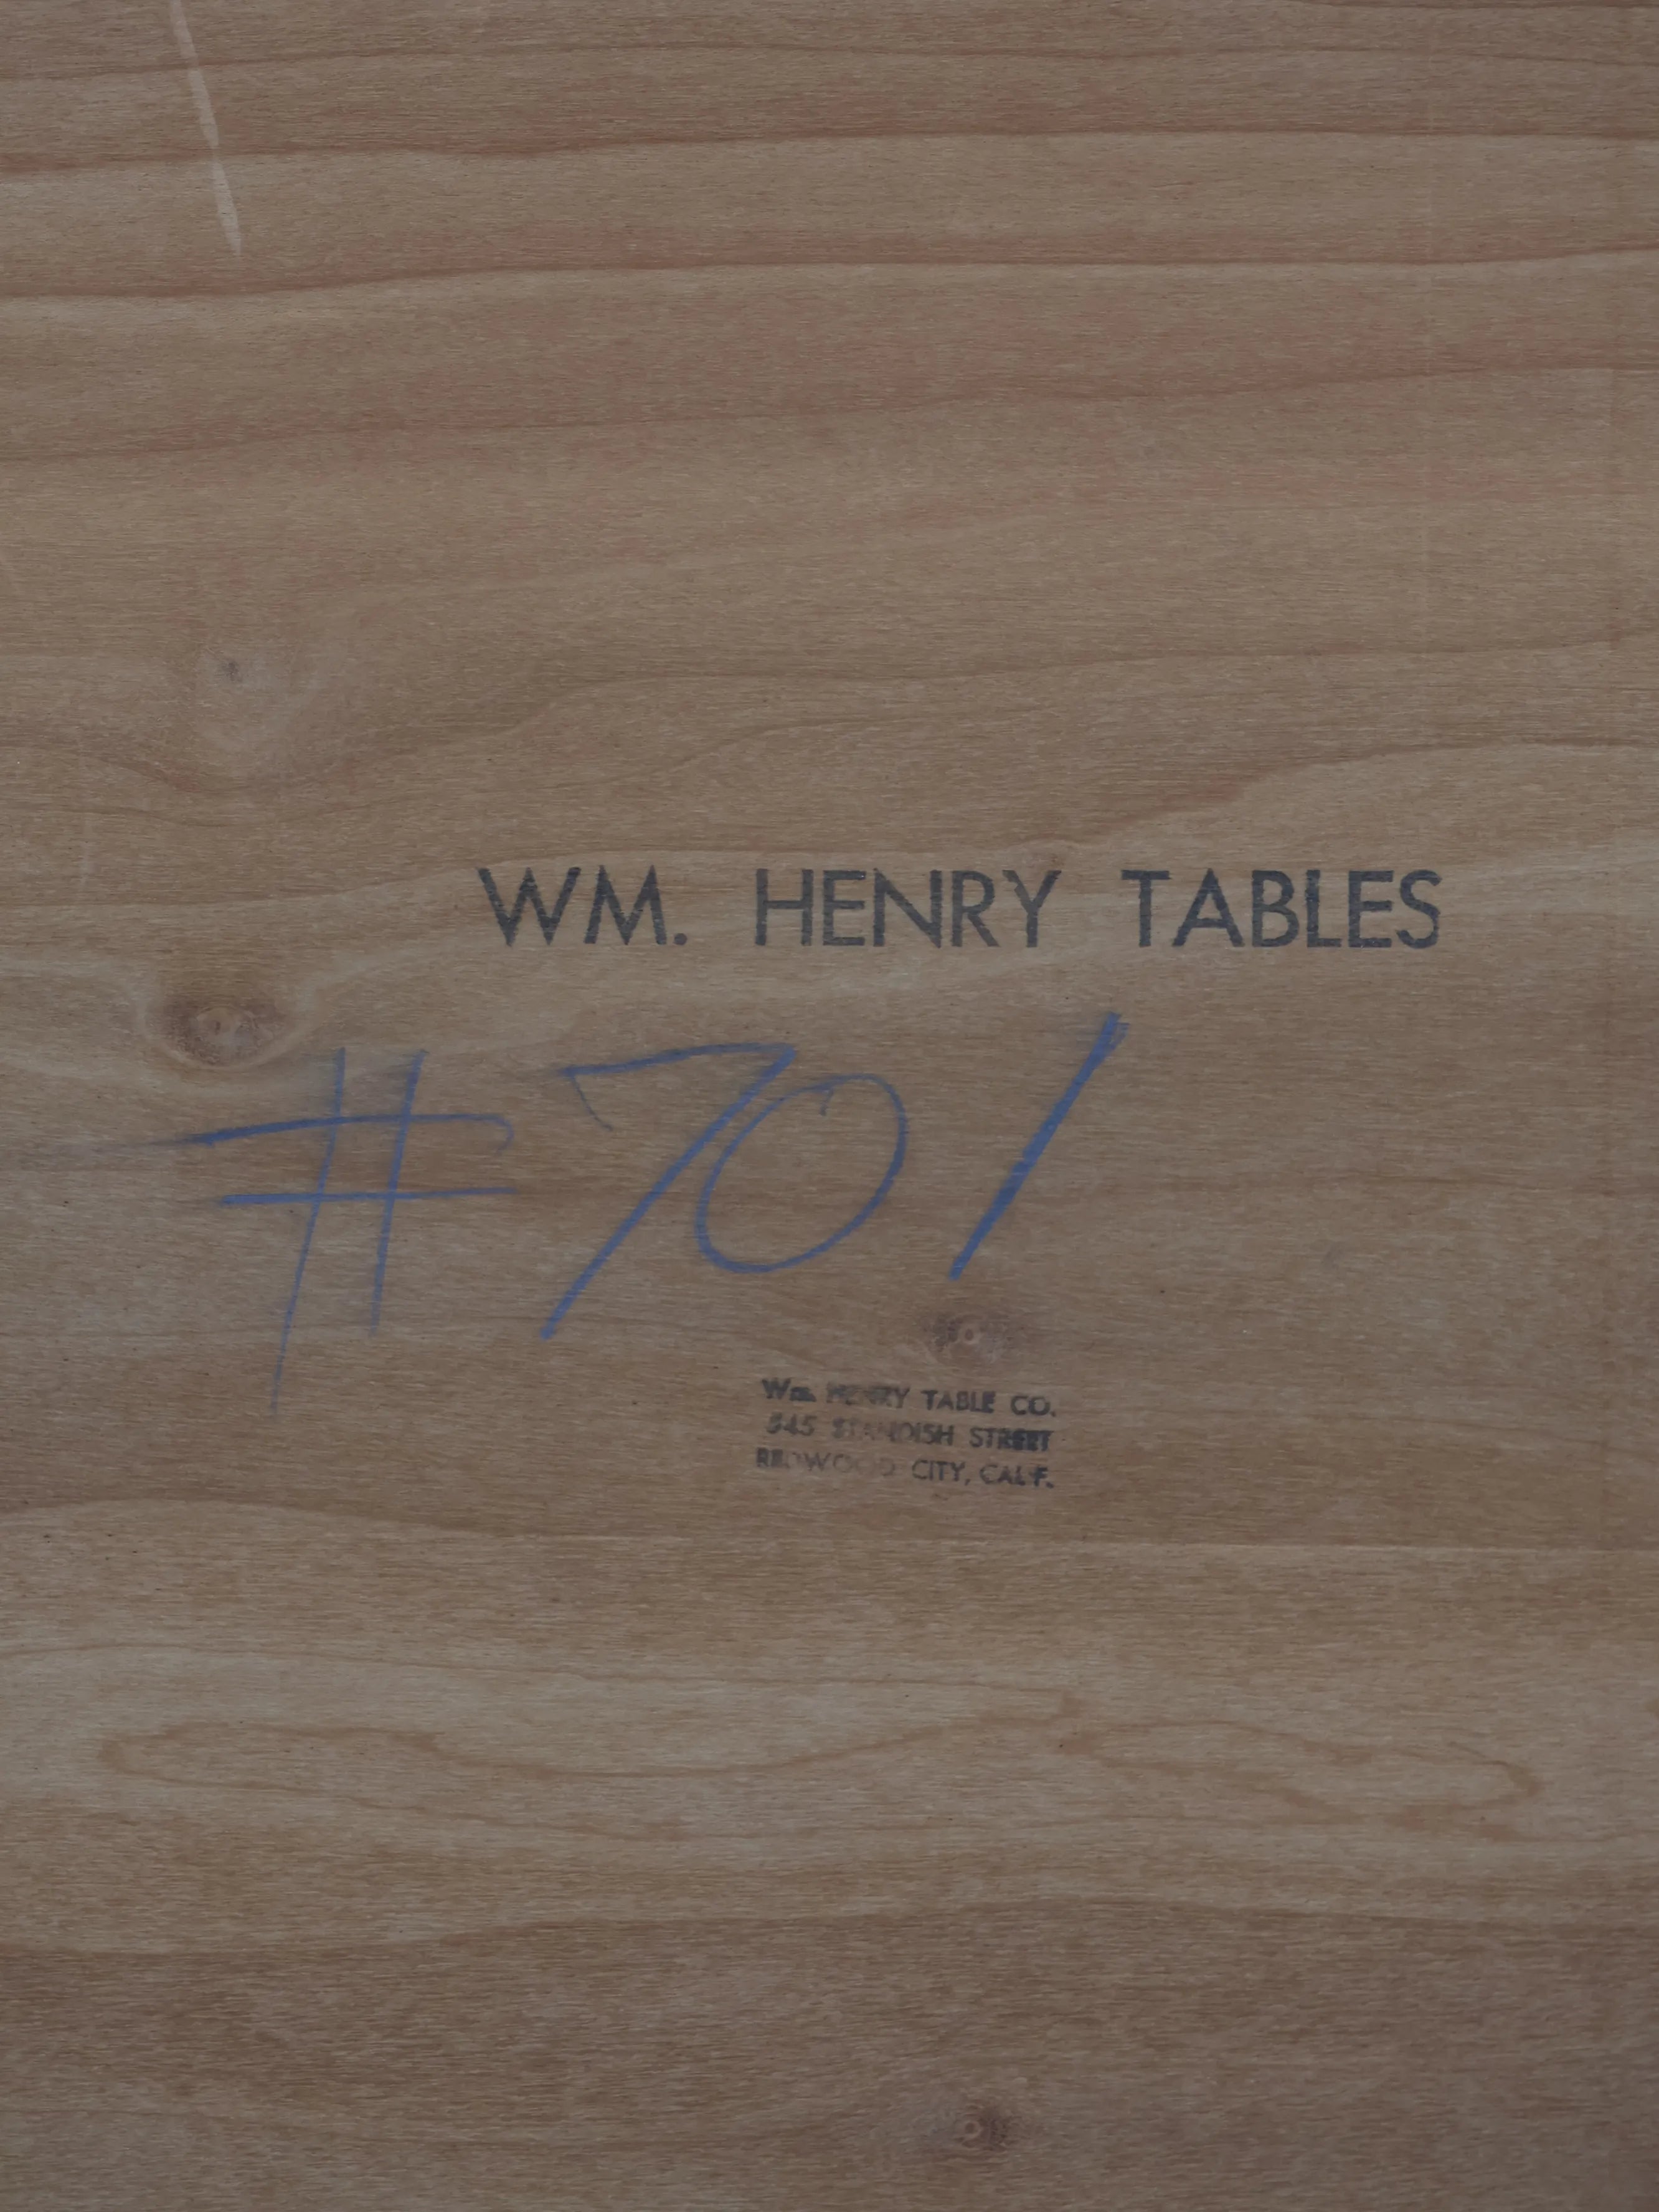 WM. HENRY TABLES
#701
Wm. HENRY TABLE CO.
545 STANDISH STREET
REDWOOD CITY, CALIF.